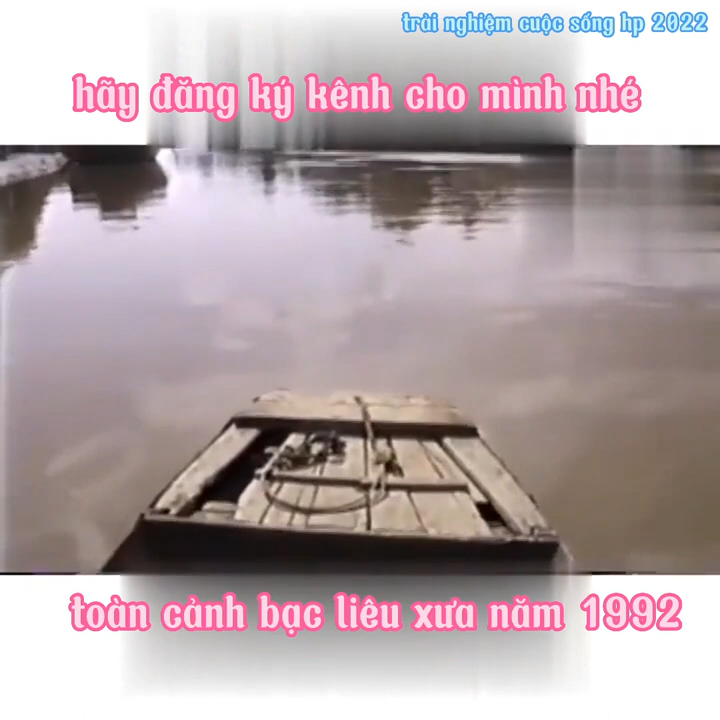 trải nghiệm cuộc sống hp 2022
hãy đăng ký kênh cho mình nhé
toàn cảnh bạc liêu xưa năm 1992